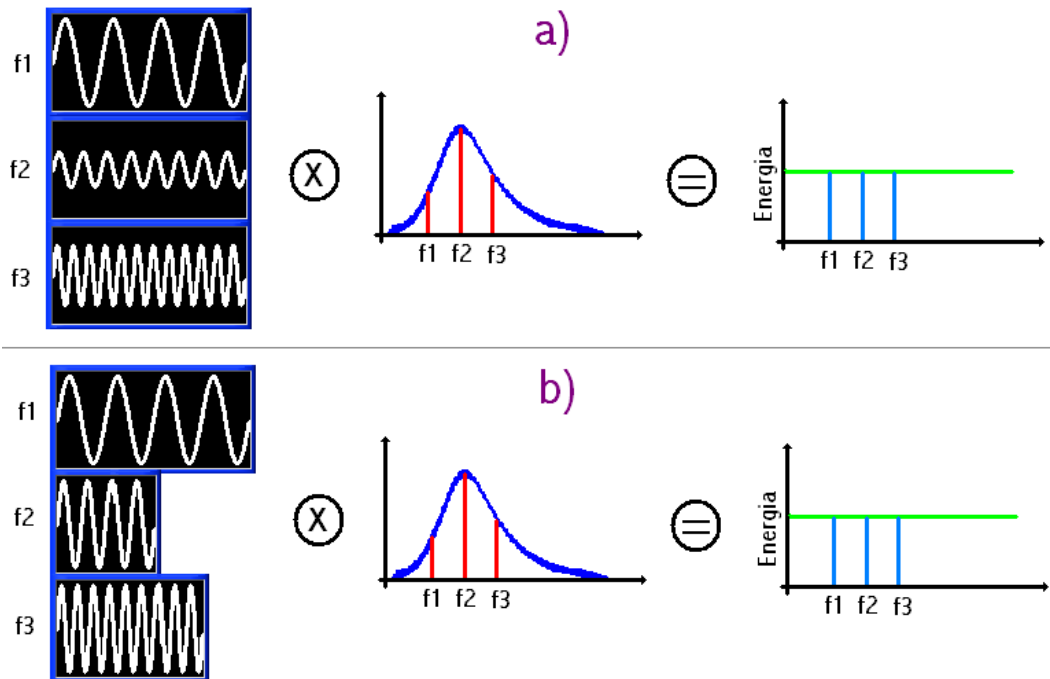 a)
f1
f2
f3
X
=
f1 f2 f3
Energia
f1 f2 f3
b)
f1
f2
f3
X
=
f1 f2 f3
Energia
f1 f2 f3